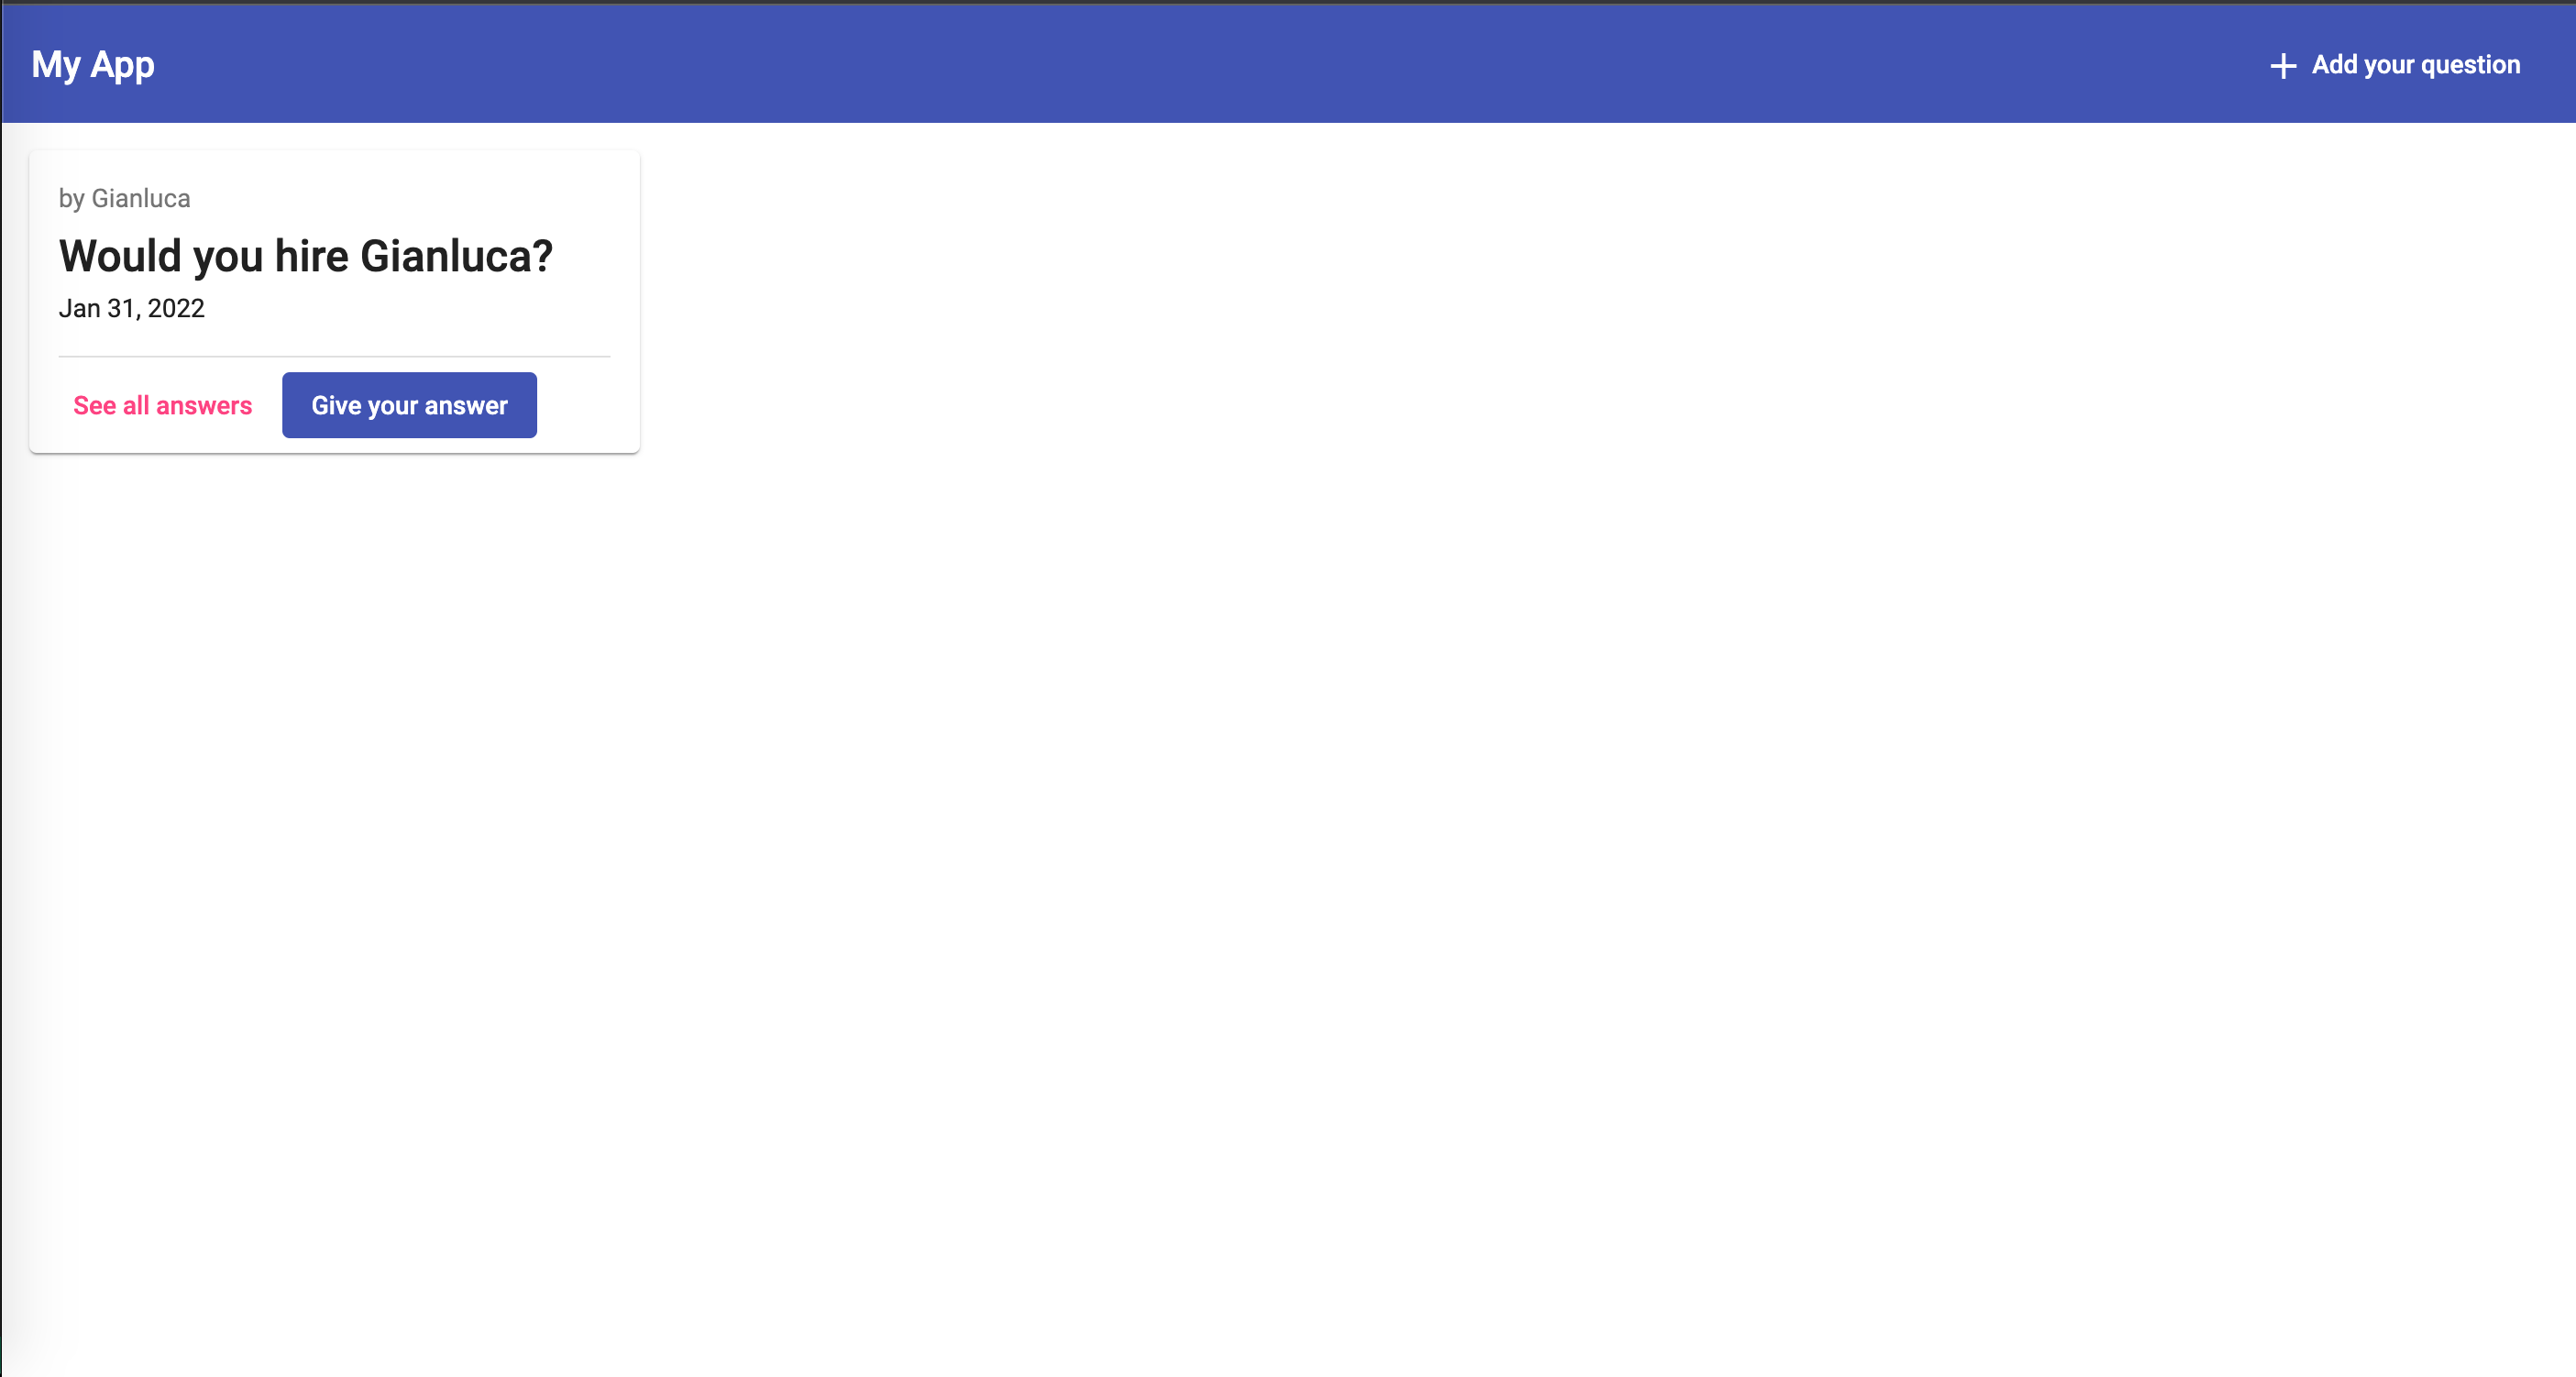 My App
Add your question
by Gianluca
Would you hire Gianluca?
Jan 31, 2022
See all answers
Give your answer